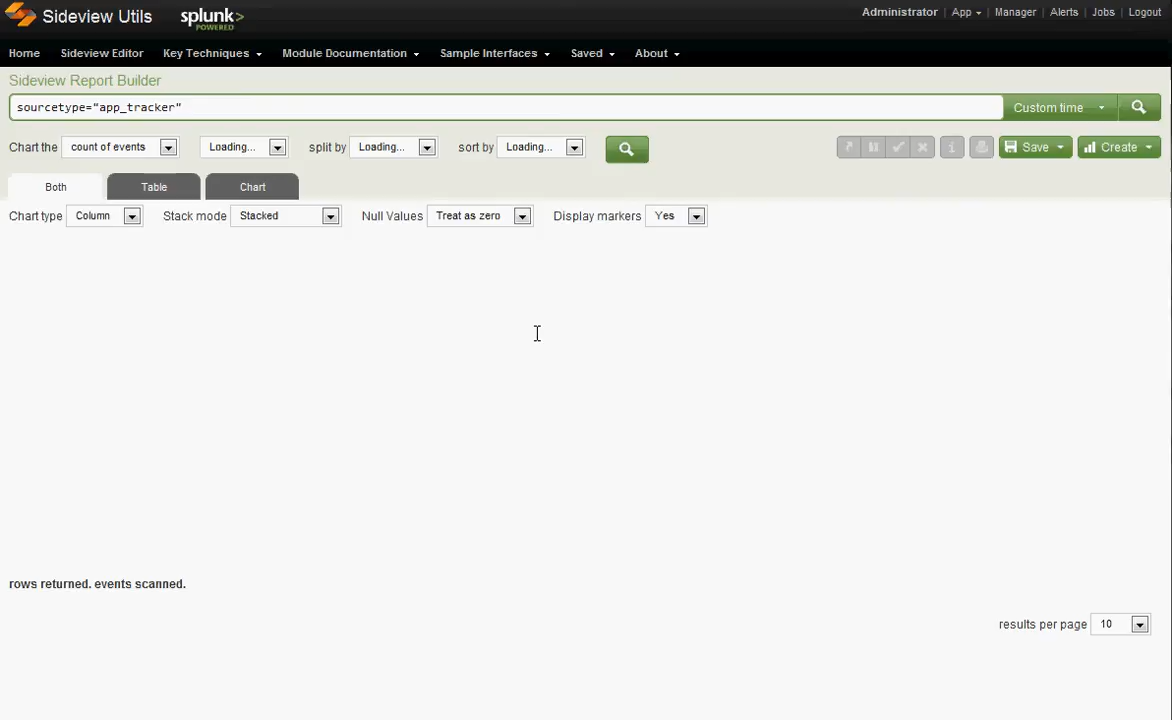 Sideview Utils splunk> POWERED Administrator | App | Manager | Alerts | Jobs | Logout
Home Sideview Editor Key Techniques Module Documentation Sample Interfaces Saved About
Sideview Report Builder
sourcetype="app_tracker" Custom time
Chart the count of events Loading... split by Loading... sort by Loading... Save Create
Both Table Chart
Chart type Column Stack mode Stacked Null Values Treat as zero Display markers Yes
rows returned. events scanned.
results per page 10